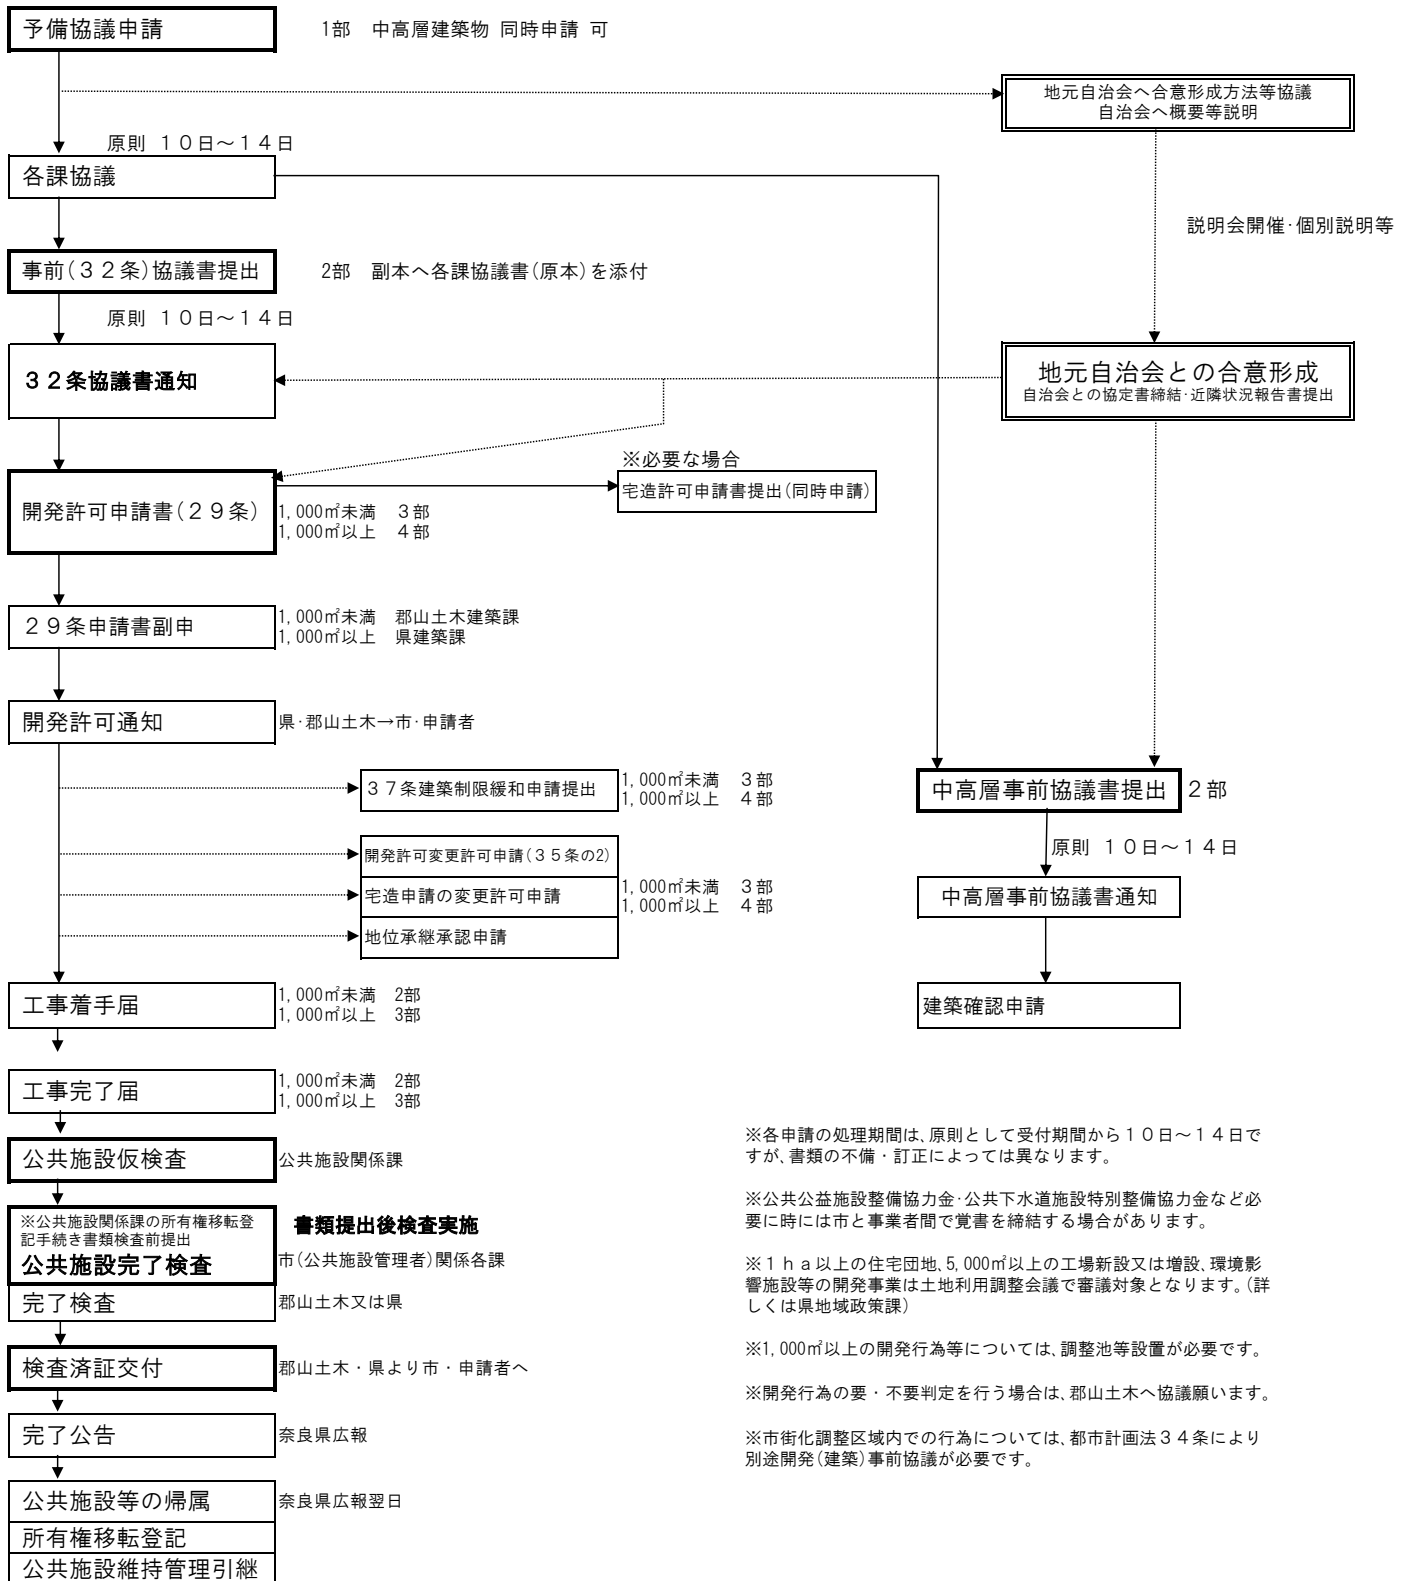 予備協議申請
1部　中高層建築物 同時申請 可
地元自治会へ合意形成方法等協議
自治会へ概要等説明
原則 １０日～１４日
各課協議
説明会開催･個別説明等
事前(３２条)協議書提出
2部　副本へ各課協議書(原本)を添付
原則 １０日～１４日
３２条協議書通知
地元自治会との合意形成
自治会との協定書締結･近隣状況報告書提出
※必要な場合
宅造許可申請書提出(同時申請)
開発許可申請書(２９条)
1,000㎡未満　３部
1,000㎡以上　４部
２９条申請書副申
1,000㎡未満　郡山土木建築課
1,000㎡以上　県建築課
開発許可通知
県･郡山土木→市･申請者
３７条建築制限緩和申請提出
1,000㎡未満　３部
1,000㎡以上　４部
中高層事前協議書提出
２部
原則 １０日～１４日
開発許可変更許可申請(３５条の2)
宅造申請の変更許可申請
1,000㎡未満　３部
1,000㎡以上　４部
地位承継承認申請
中高層事前協議書通知
工事着手届
1,000㎡未満　2部
1,000㎡以上　3部
建築確認申請
工事完了届
1,000㎡未満　2部
1,000㎡以上　3部
公共施設仮検査
公共施設関係課
※公共施設関係課の所有権移転登
記手続き書類検査前提出
公共施設完了検査
書類提出後検査実施
市(公共施設管理者)関係各課
完了検査
郡山土木又は県
検査済証交付
郡山土木・県より市・申請者へ
完了公告
奈良県広報
公共施設等の帰属
奈良県広報翌日
所有権移転登記
公共施設維持管理引継
※各申請の処理期間は､原則として受付期間から１０日～１４日で
すが､書類の不備・訂正によっては異なります。
※公共公益施設整備協力金･公共下水道施設特別整備協力金など必
要に時には市と事業者間で覚書を締結する場合があります。
※１ｈａ以上の住宅団地､5,000㎡以上の工場新設又は増設､環境影
響施設等の開発事業は土地利用調整会議で審議対象となります｡(詳
しくは県地域政策課)
※1,000㎡以上の開発行為等については､調整池等設置が必要です。
※開発行為の要・不要判定を行う場合は､郡山土木へ協議願います。
※市街化調整区域内での行為については､都市計画法３４条により
別途開発(建築)事前協議が必要です。